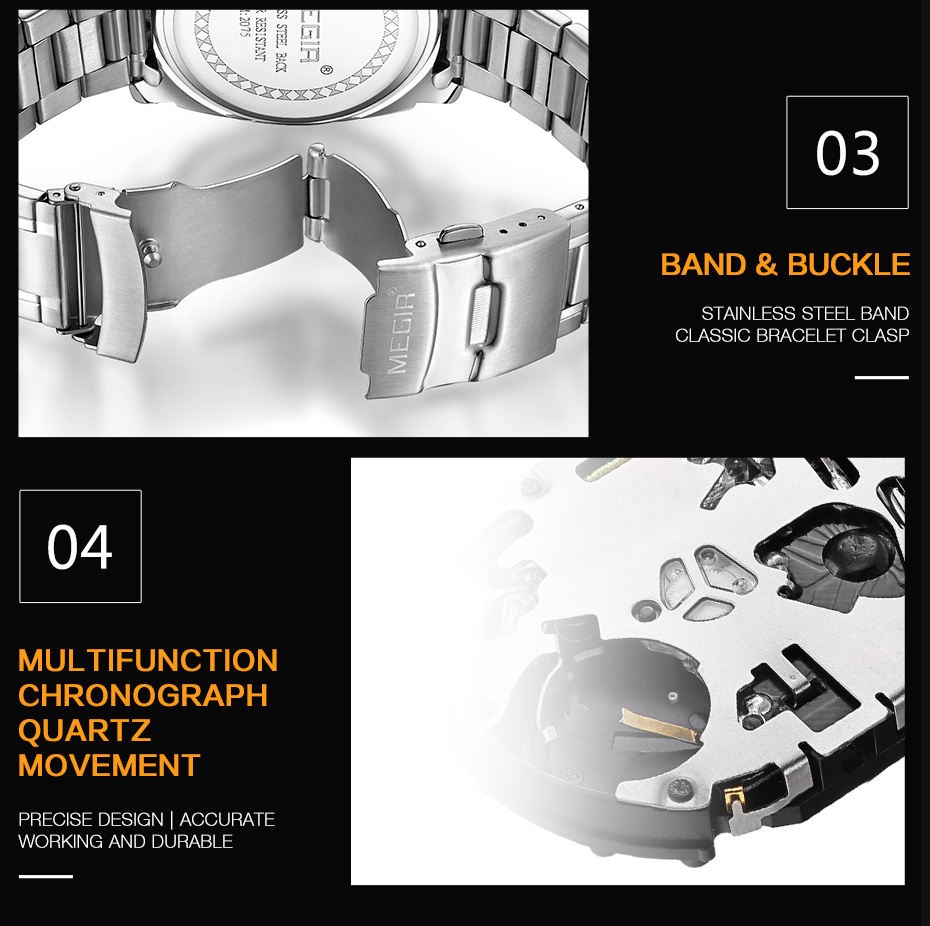 EGIR®
SS STEEL BACK
R RESISTANT
M:2075
MEGIR®
03
BAND & BUCKLE
STAINLESS STEEL BAND
CLASSIC BRACELET CLASP
04
MULTIFUNCTION
CHRONOGRAPH
QUARTZ
MOVEMENT
PRECISE DESIGN | ACCURATE
WORKING AND DURABLE